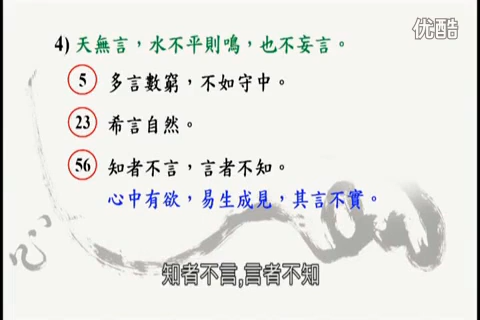 优酷
4) 天無言，水不平則鳴，也不妄言。
5 多言數窮，不如守中。
23 希言自然。
56 知者不言，言者不知。
心中有欲，易生成見，其言不實。
知者不言,言者不知